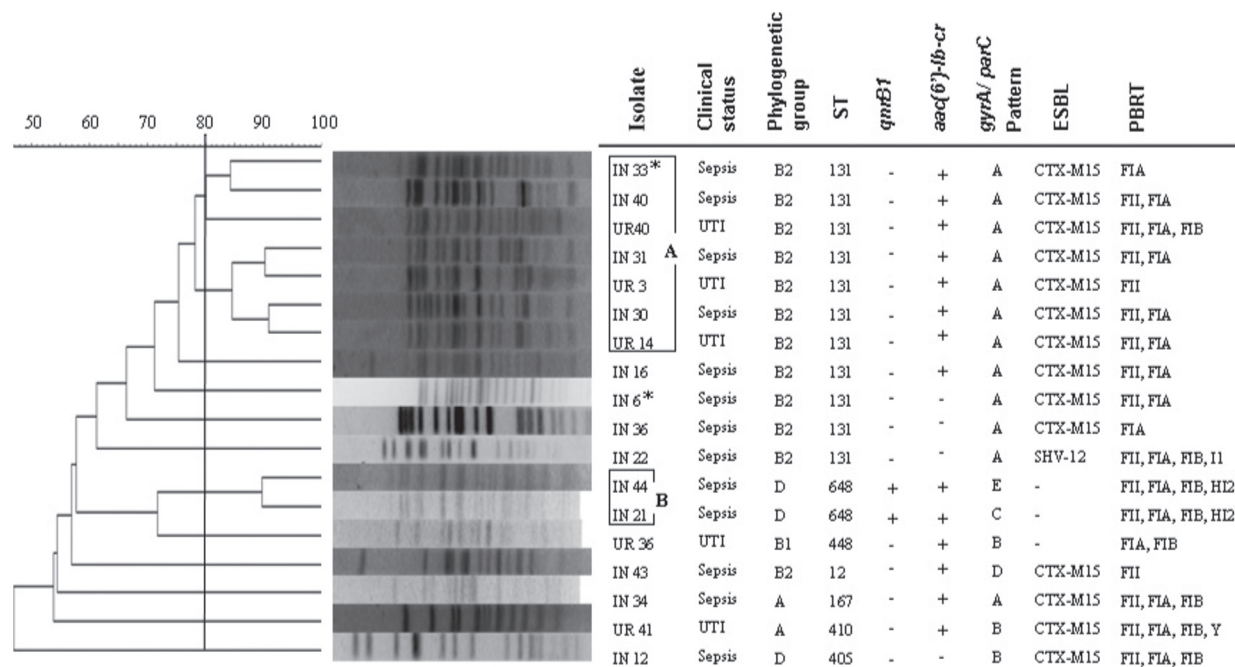 50 60 70 80 90 100
Isolate Clinical status Phylogenetic group ST qnrB1 aac(6')-Ib-cr gyrA/ parC Pattern ESBL PBRT
IN 33* Sepsis B2 131 - + A CTX-M15 FIA
IN 40 Sepsis B2 131 - + A CTX-M15 FII, FIA
UR40 UTI B2 131 - + A CTX-M15 FII, FIA, FIB
A
IN 31 Sepsis B2 131 - + A CTX-M15 FII, FIA
UR 3 UTI B2 131 - + A CTX-M15 FII
IN 30 Sepsis B2 131 - + A CTX-M15 FII, FIA
UR 14 UTI B2 131 - + A CTX-M15 FII, FIA
IN 16 Sepsis B2 131 - + A CTX-M15 FII, FIA
IN 6* Sepsis B2 131 - - A CTX-M15 FII, FIA
IN 36 Sepsis B2 131 - - A CTX-M15 FIA
IN 22 Sepsis B2 131 - - A SHV-12 FII, FIA, FIB, I1
IN 44 Sepsis D 648 + + E - FII, FIA, FIB, HI2
B
IN 21 Sepsis D 648 + + C - FII, FIA, FIB, HI2
UR 36 UTI B1 448 - + B - FIA, FIB
IN 43 Sepsis B2 12 - + D CTX-M15 FII
IN 34 Sepsis A 167 - + A CTX-M15 FII, FIA, FIB
UR 41 UTI A 410 - + B CTX-M15 FII, FIA, FIB, Y
IN 12 Sepsis D 405 - - B CTX-M15 FII, FIA, FIB